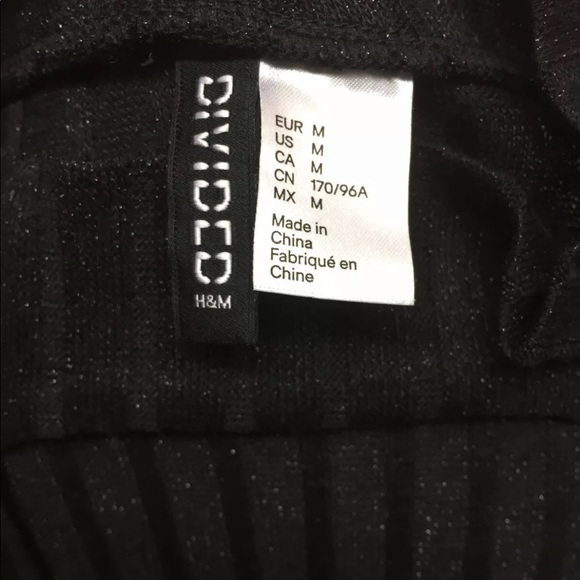 DIVIDED
H&M
EUR M
US M
CA M
CN 170/96A
MX M
Made in
China
Fabriqué en
Chine